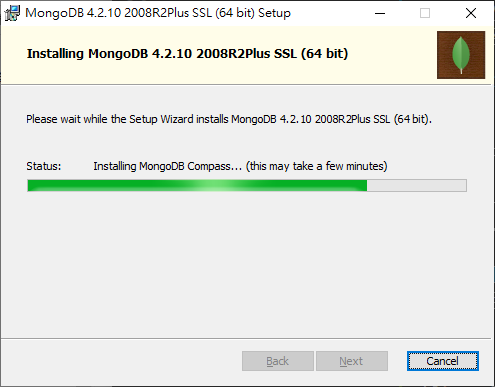 MongoDB 4.2.10 2008R2Plus SSL (64 bit) Setup
Installing MongoDB 4.2.10 2008R2Plus SSL (64 bit)
Please wait while the Setup Wizard installs MongoDB 4.2.10 2008R2Plus SSL (64 bit).
Status: Installing MongoDB Compass... (this may take a few minutes)
Back Next Cancel